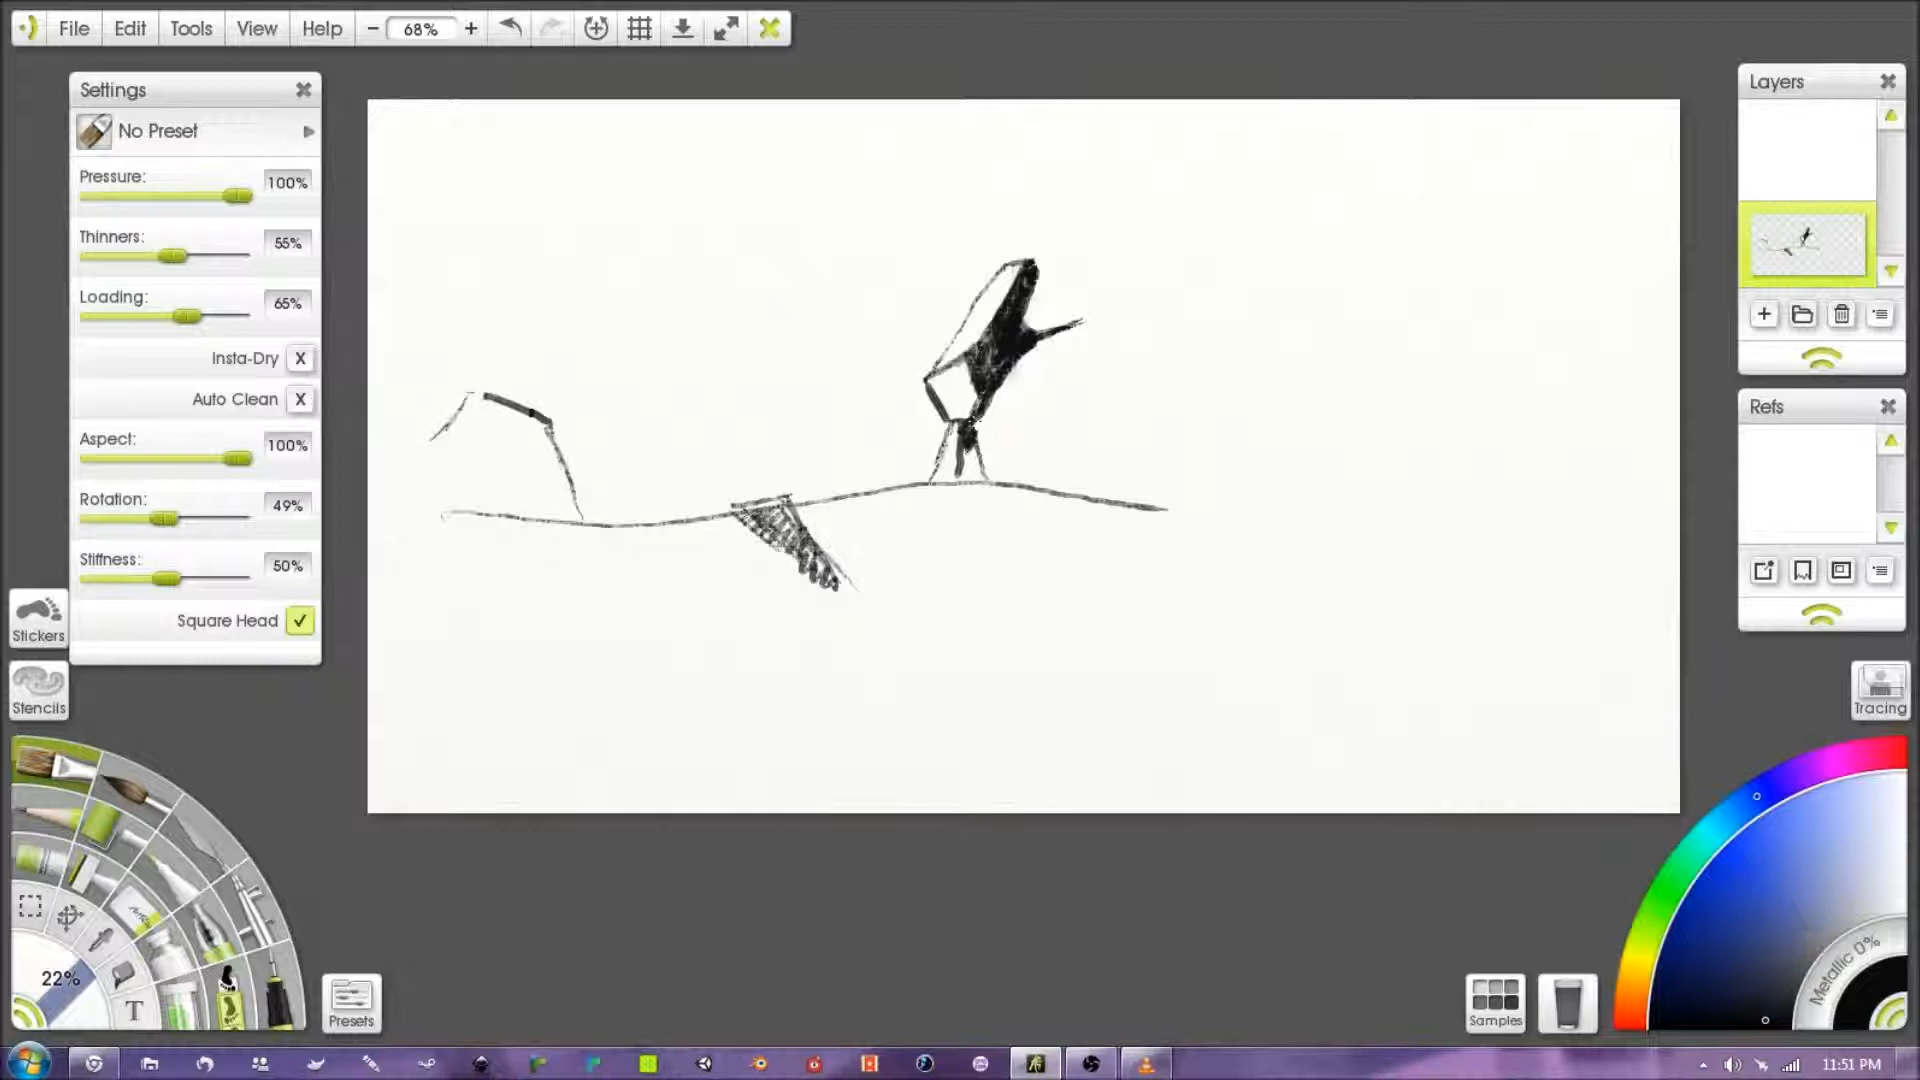 File Edit Tools View Help − 68% +
Settings
No Preset
Pressure: 100%
Thinners: 55%
Loading: 65%
Insta-Dry X
Auto Clean X
Aspect: 100%
Rotation: 49%
Stiffness: 50%
Square Head
Stickers
Stencils
22%
T
Presets
Layers
Refs
Tracing
Metallic 0%
Samples
11:51 PM